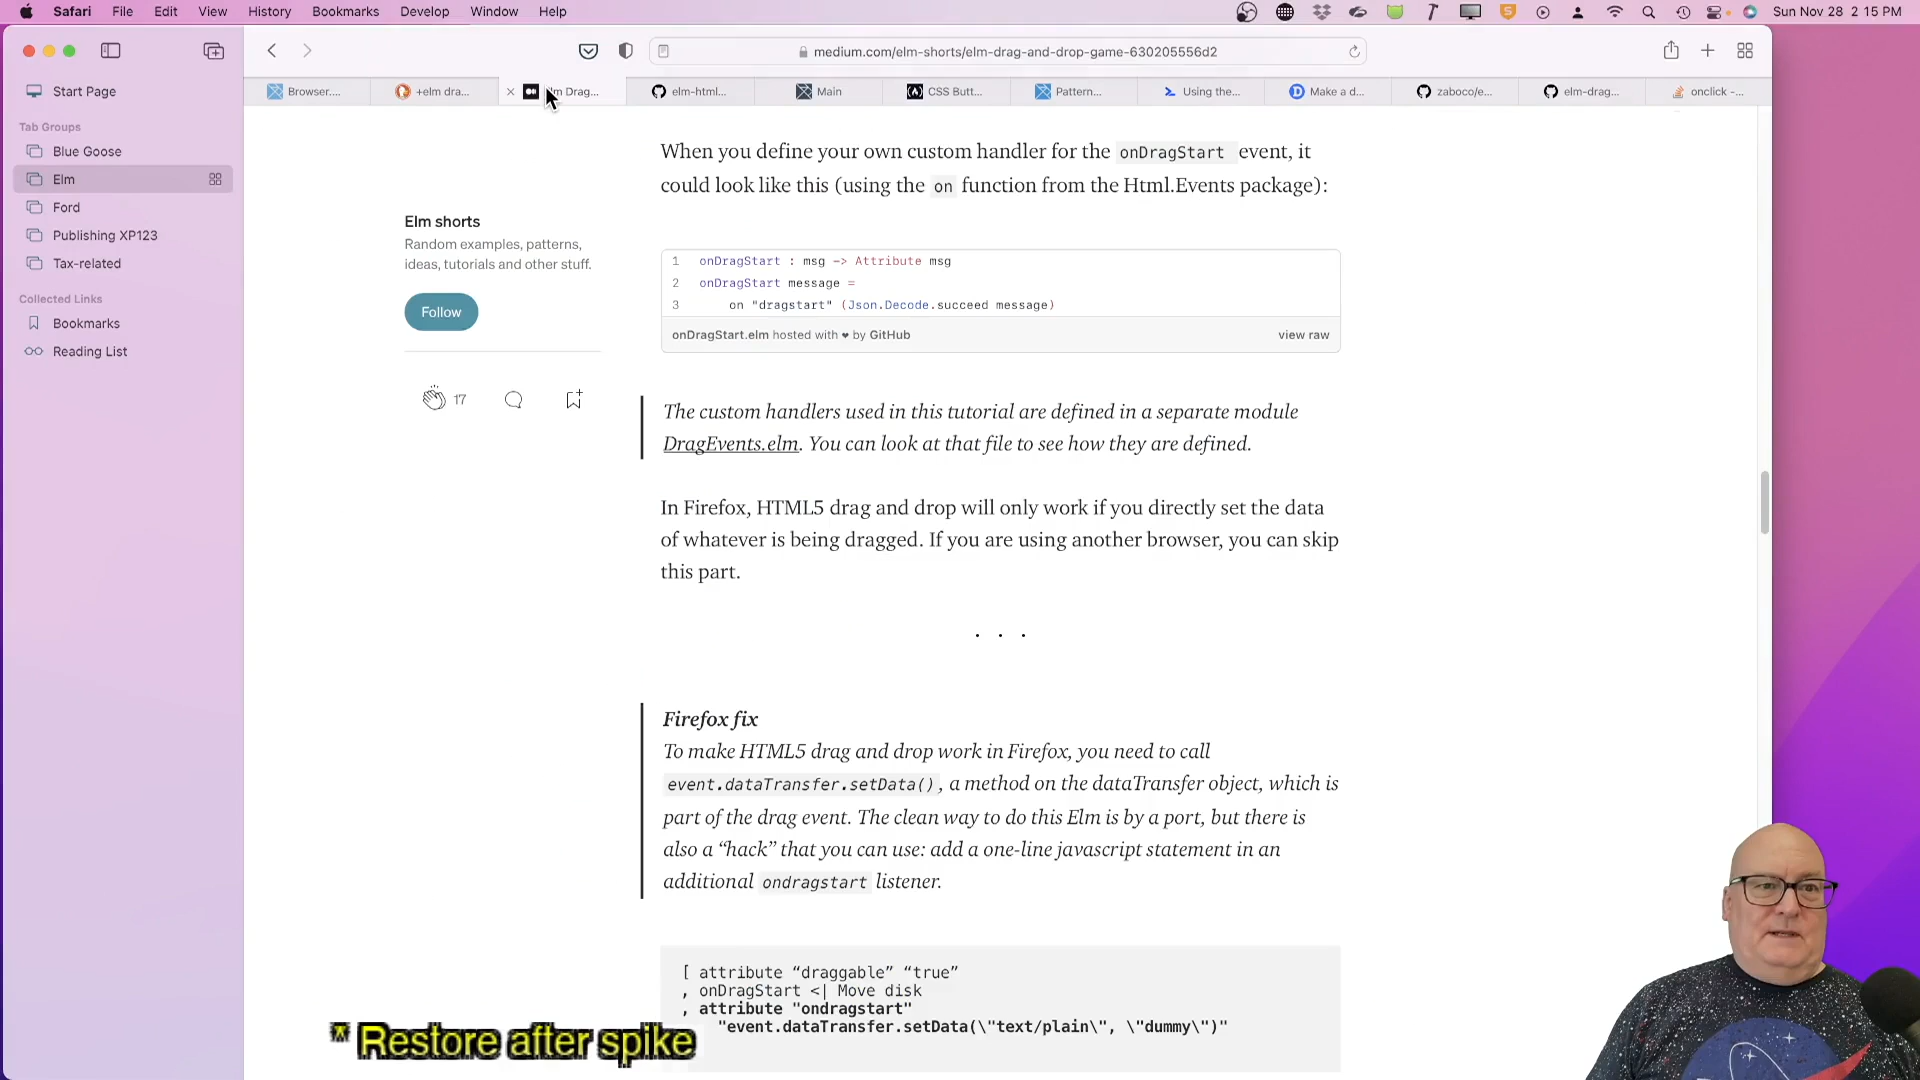 Safari File Edit View History Bookmarks Develop Window Help Sun Nov 28 2:15 PM
medium.com/elm-shorts/elm-drag-and-drop-game-630205556d2
Browser.... +elm dra... Drag... elm-html... Main CSS Butt... Pattern... Using the... Make a d... zaboco/e... elm-drag... onclick -...
Start Page
Tab Groups
Blue Goose
Elm
Ford
Publishing XP123
Tax-related
Collected Links
Bookmarks
Reading List
Elm shorts
Random examples, patterns,
ideas, tutorials and other stuff.
Follow
17
When you define your own custom handler for the onDragStart event, it
could look like this (using the on function from the Html.Events package):
1 onDragStart : msg -> Attribute msg
2 onDragStart message =
3 on "dragstart" (Json.Decode.succeed message)
onDragStart.elm hosted with ❤ by GitHub view raw
The custom handlers used in this tutorial are defined in a separate module
DragEvents.elm. You can look at that file to see how they are defined.
In Firefox, HTML5 drag and drop will only work if you directly set the data
of whatever is being dragged. If you are using another browser, you can skip
this part.
. . .
Firefox fix
To make HTML5 drag and drop work in Firefox, you need to call
event.dataTransfer.setData(), a method on the dataTransfer object, which is
part of the drag event. The clean way to do this Elm is by a port, but there is
also a “hack” that you can use: add a one-line javascript statement in an
additional ondragstart listener.
[ attribute “draggable” “true”
, onDragStart <| Move disk
, attribute "ondragstart"
"event.dataTransfer.setData(\"text/plain\", \"dummy\")"
* Restore after spike